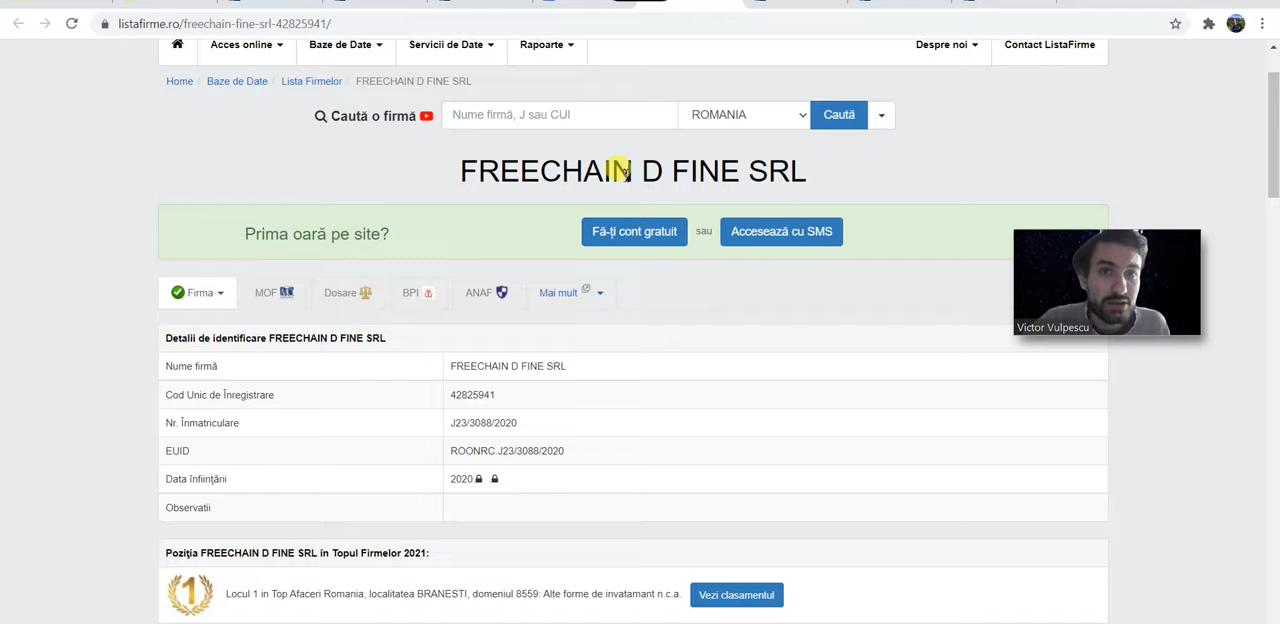 listafirme.ro/freechain-fine-srl-42825941/
Acces online Baze de Date Servicii de Date Rapoarte Despre noi Contact ListaFirme
Home / Baze de Date / Lista Firmelor / FREECHAIN D FINE SRL
Caută o firmă Nume firmă, J sau CUI ROMANIA Caută
FREECHAIN D FINE SRL
Prima oară pe site? Fă-ți cont gratuit sau Accesează cu SMS
Firma MOF Dosare BPI ANAF Mai mult
Detalii de identificare FREECHAIN D FINE SRL
Nume firmă FREECHAIN D FINE SRL
Cod Unic de Înregistrare 42825941
Nr. Înmatriculare J23/3088/2020
EUID ROONRC.J23/3088/2020
Data înființării 2020
Observatii
Poziția FREECHAIN D FINE SRL in Topul Firmelor 2021:
1 Locul 1 in Top Afaceri Romania, localitatea BRANESTI, domeniul 8559: Alte forme de invatamant n.c.a. Vezi clasamentul
Victor Vulpescu